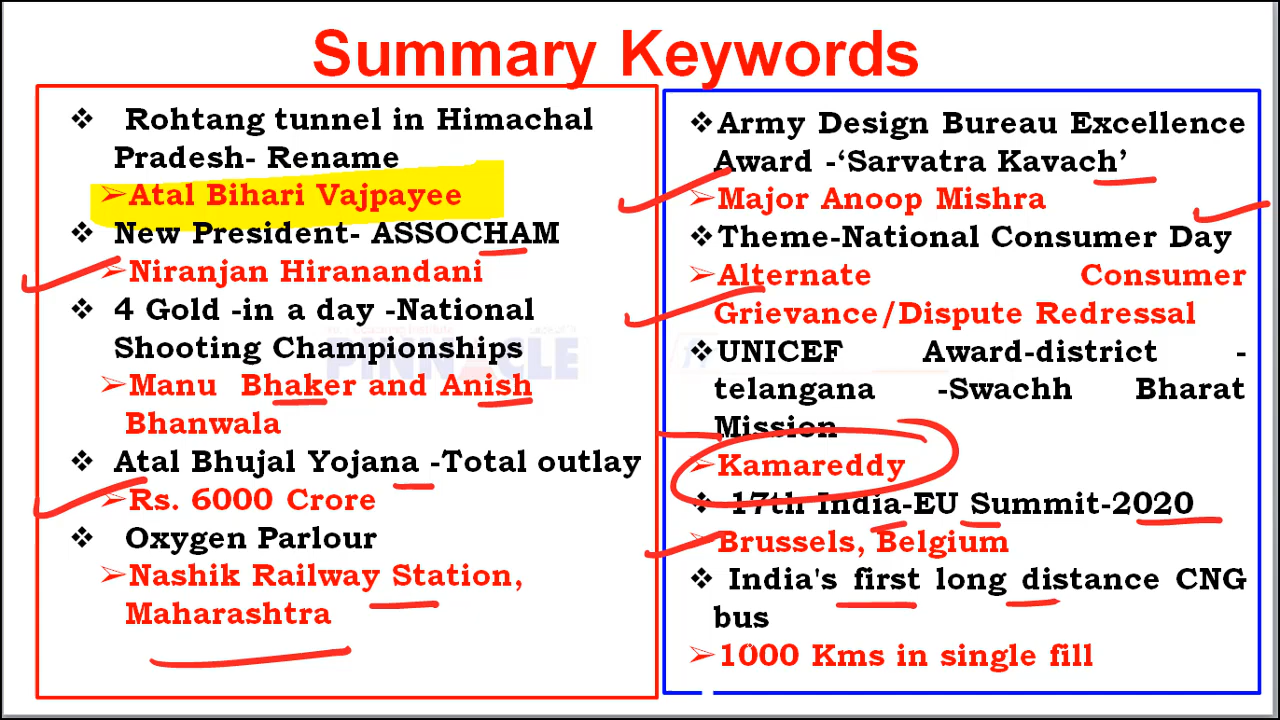 Summary Keywords
❖ Rohtang tunnel in Himachal
Pradesh- Rename
➢Atal Bihari Vajpayee
❖ New President- ASSOCHAM
➢Niranjan Hiranandani
❖ 4 Gold -in a day -National
Shooting Championships
➢Manu Bhaker and Anish
Bhanwala
❖ Atal Bhujal Yojana -Total outlay
➢Rs. 6000 Crore
❖ Oxygen Parlour
➢Nashik Railway Station,
Maharashtra
❖Army Design Bureau Excellence
Award -‘Sarvatra Kavach’
➢Major Anoop Mishra
❖Theme-National Consumer Day
➢Alternate Consumer
Grievance/Dispute Redressal
❖UNICEF Award-district -
telangana -Swachh Bharat
Mission
➢Kamareddy
❖ 17th India-EU Summit-2020
➢Brussels, Belgium
❖ India's first long distance CNG
bus
➢1000 Kms in single fill
PINNACLE